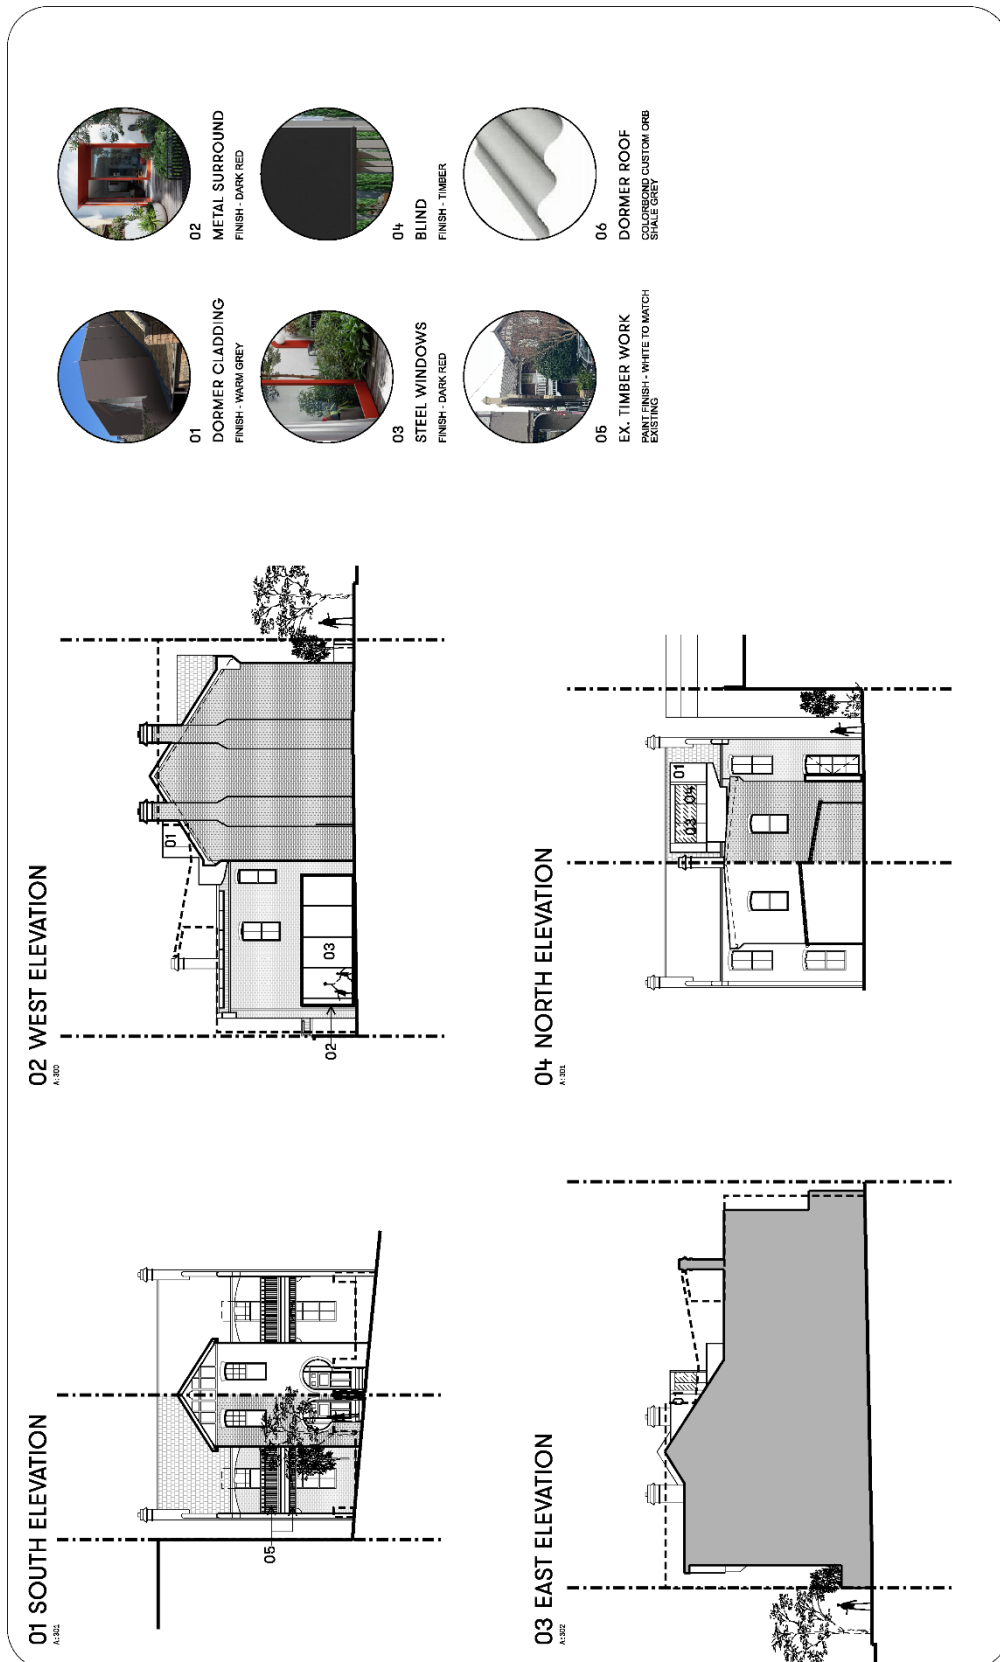 01 SOUTH ELEVATION
A:301
05
02 WEST ELEVATION
A:300
02
03
01
01
DORMER CLADDING
FINISH - WARM GREY
02
METAL SURROUND
FINISH - DARK RED
03
STEEL WINDOWS
FINISH - DARK RED
04
BLIND
FINISH - TIMBER
05
EX. TIMBER WORK
PAINT FINISH - WHITE TO MATCH
EXISTING
06
DORMER ROOF
COLORBOND CUSTOM ORB
SHALE GREY
03 EAST ELEVATION
A:302
01
04 NORTH ELEVATION
A:301
03 04 01